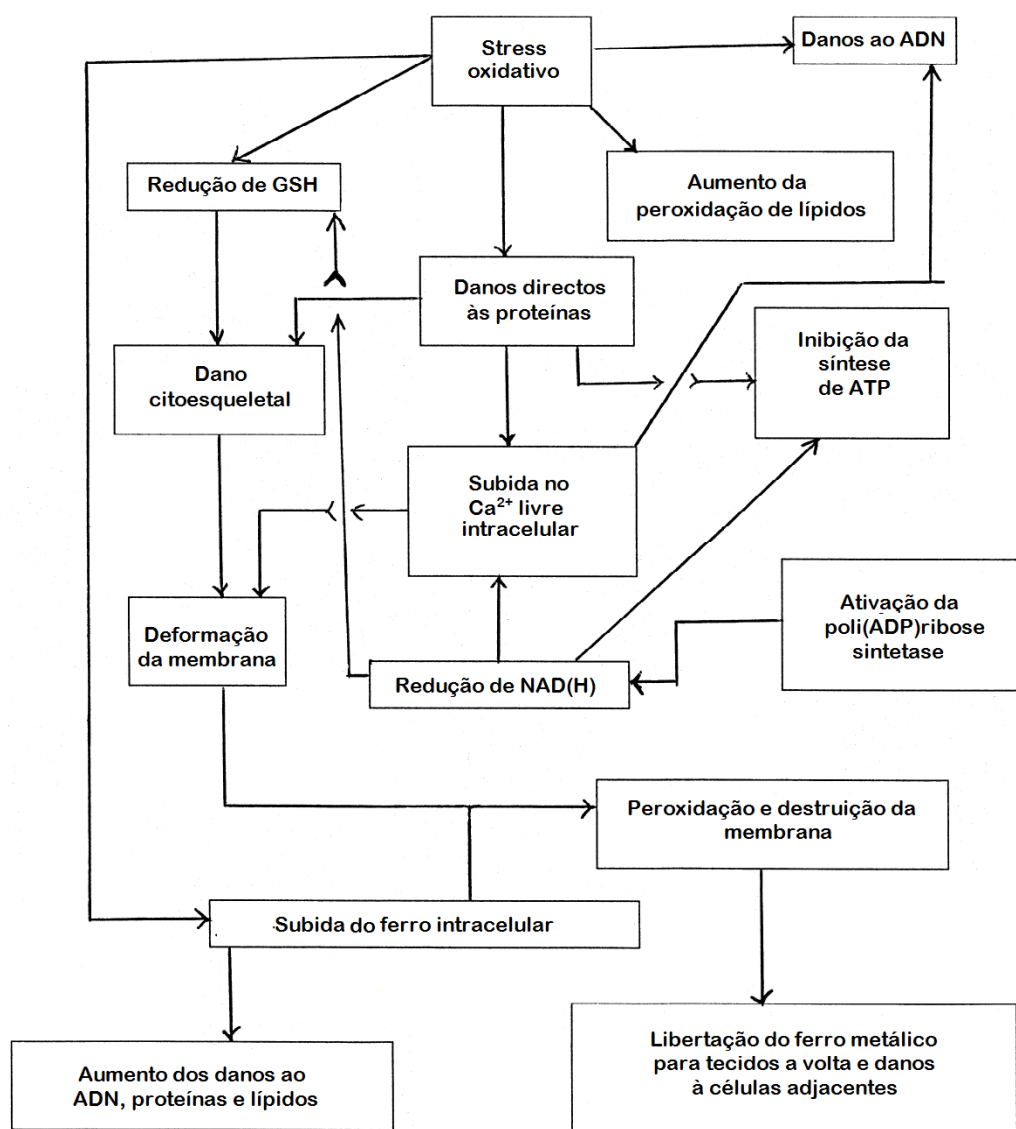 Stress
oxidativo
Danos ao ADN
Redução de GSH
Aumento da
peroxidação de lípidos
Danos directos
às proteínas
Inibição da
síntese
de ATP
Dano
citoesqueletal
Subida no
Ca²⁺ livre
intracelular
Ativação da
poli(ADP)ribose
sintetase
Deformação
da membrana
Redução de NAD(H)
Peroxidação e destruição da
membrana
Subida do ferro intracelular
Libertação do ferro metálico
para tecidos a volta e danos
à células adjacentes
Aumento dos danos ao
ADN, proteínas e lípidos